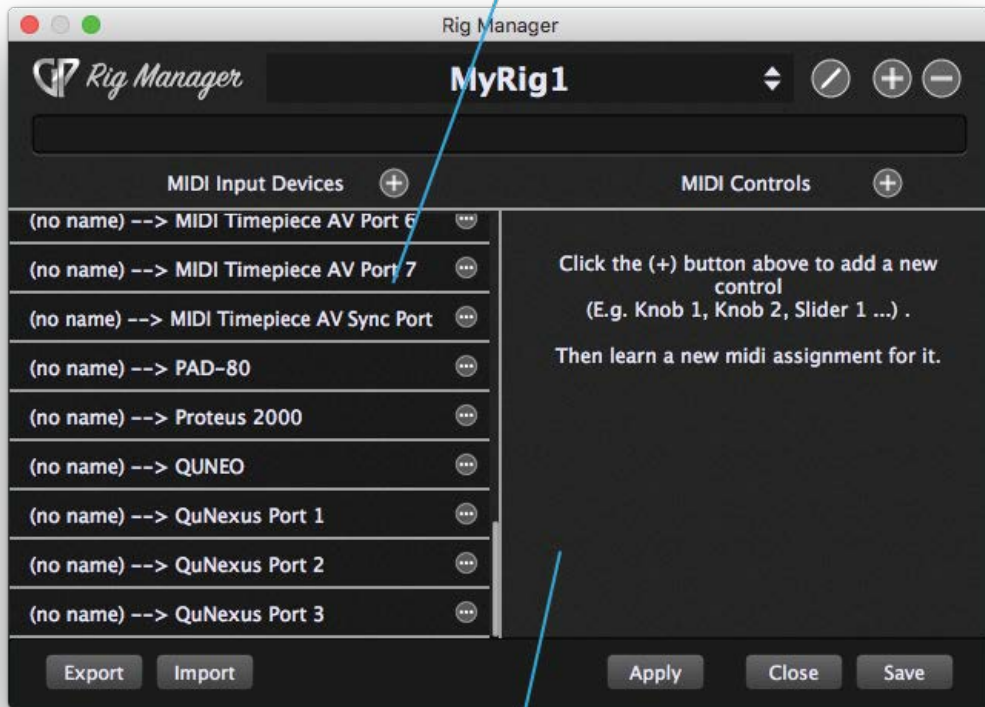 Rig Manager
GP Rig Manager
MyRig1
MIDI Input Devices
MIDI Controls
(no name) --> MIDI Timepiece AV Port 6
(no name) --> MIDI Timepiece AV Port 7
(no name) --> MIDI Timepiece AV Sync Port
(no name) --> PAD-80
(no name) --> Proteus 2000
(no name) --> QUNEO
(no name) --> QuNexus Port 1
(no name) --> QuNexus Port 2
(no name) --> QuNexus Port 3
Click the (+) button above to add a new
control
(E.g. Knob 1, Knob 2, Slider 1 ...) .
Then learn a new midi assignment for it.
Export
Import
Apply
Close
Save